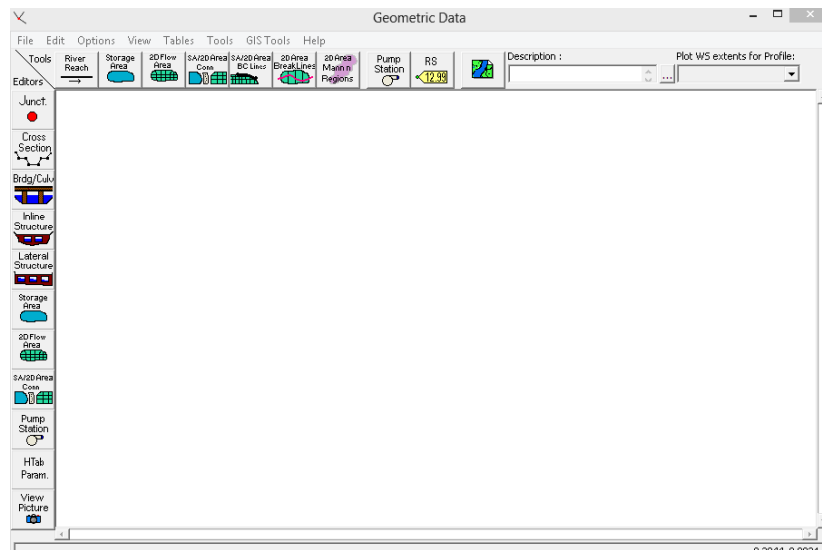 Geometric Data
File Edit Options View Tables Tools GIS Tools Help
Tools
Editors
River
Reach
Storage
Area
2D Flow
Area
SA/2D Area
Conn
SA/2D Area
BC Lines
2D Area
BreakLines
2D Area
Mann n
Regions
Pump
Station
RS
12.99
Description :
...
Plot WS extents for Profile:
Junct.
Cross
Section
Brdg/Culv
Inline
Structure
Lateral
Structure
Storage
Area
2D Flow
Area
SA/2D Area
Conn
Pump
Station
HTab
Param.
View
Picture